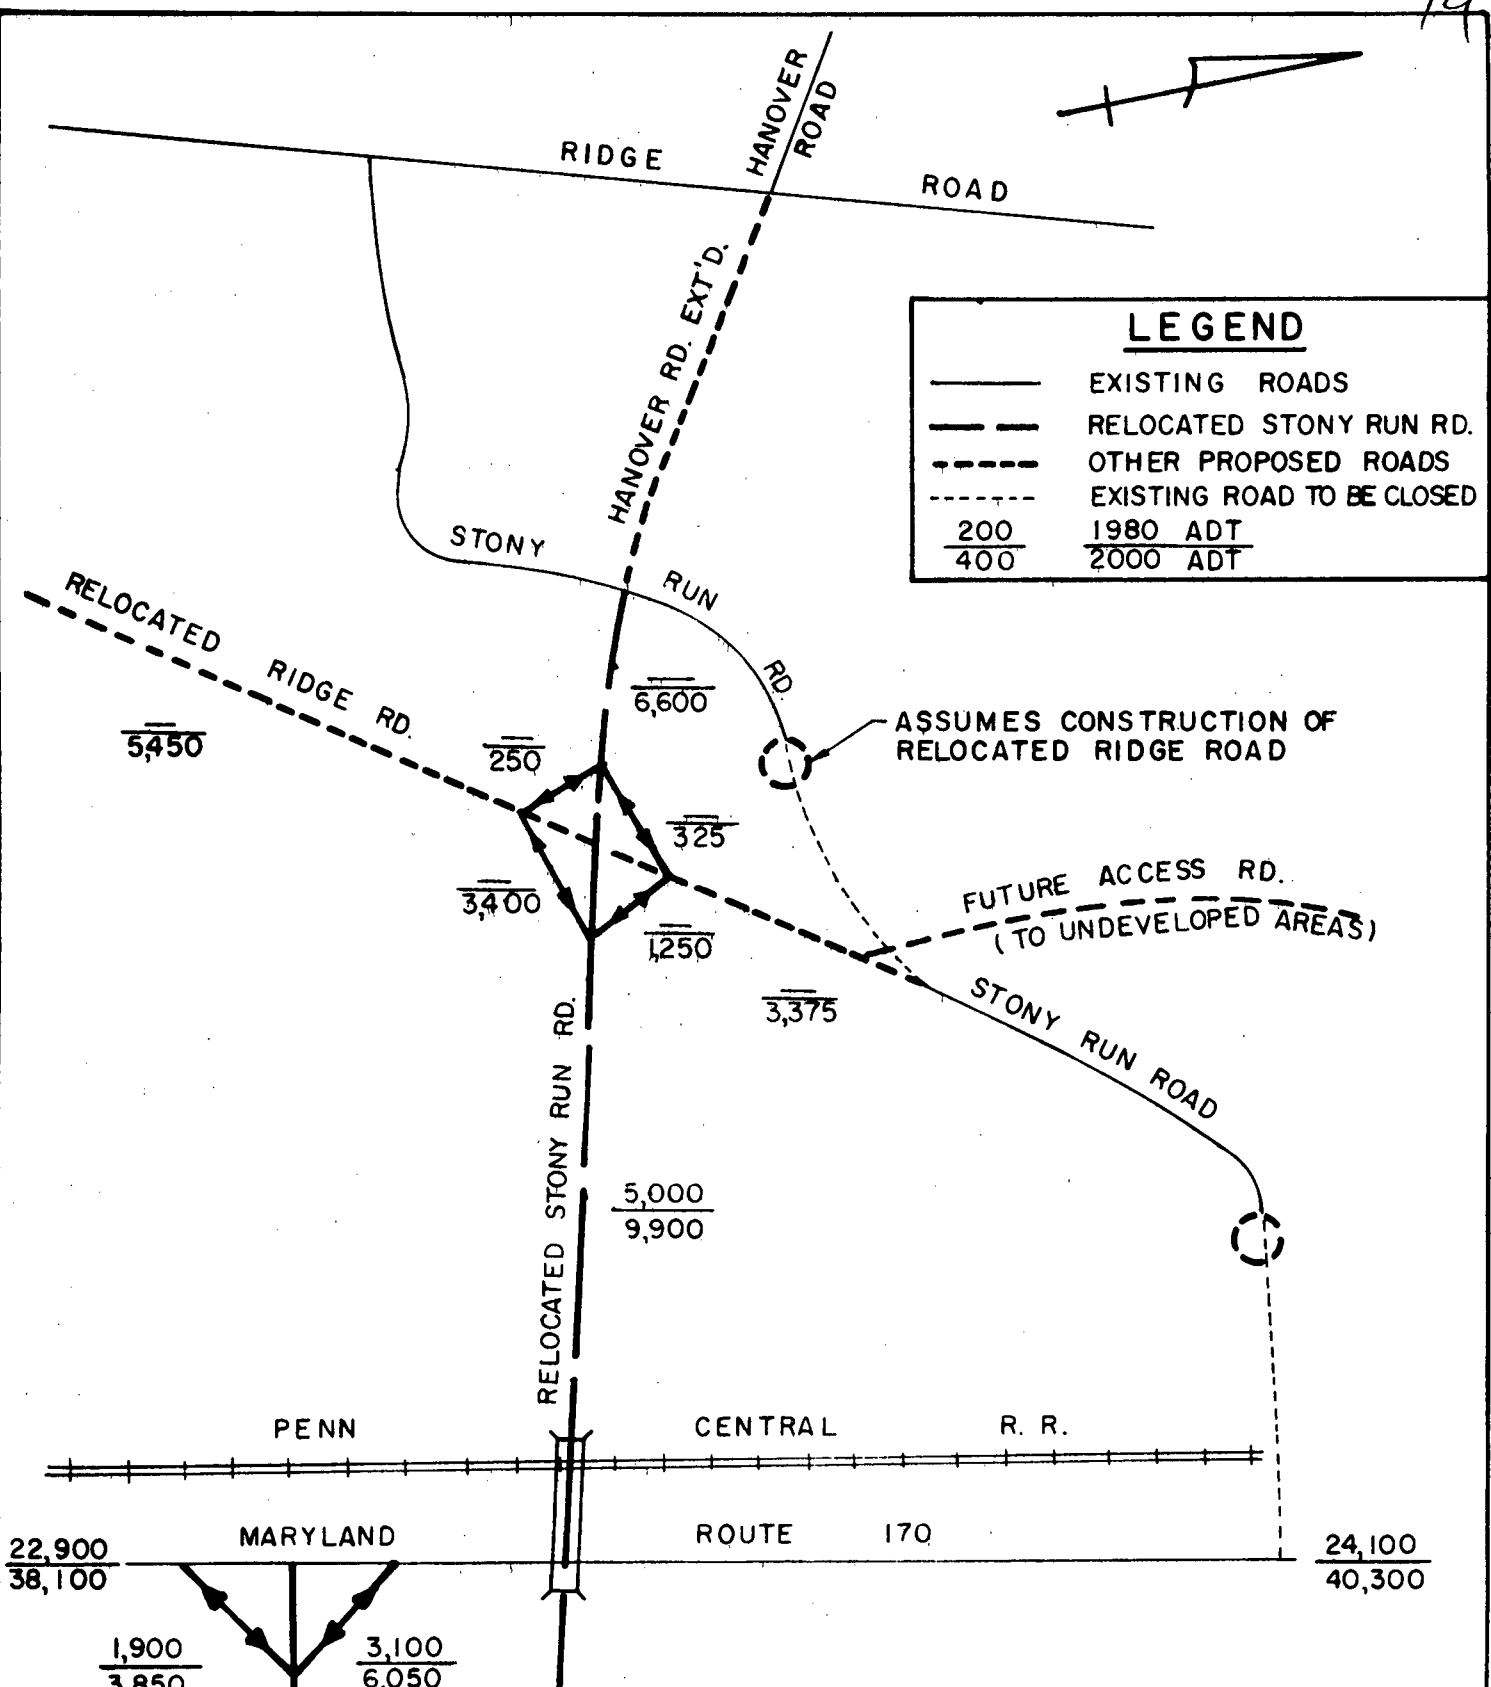 19
HANOVER
ROAD
RIDGE ROAD
HANOVER RD. EXT'D.
LEGEND
EXISTING ROADS
RELOCATED STONY RUN RD.
OTHER PROPOSED ROADS
EXISTING ROAD TO BE CLOSED
200 1980 ADT
400 2000 ADT
STONY RUN RD.
RELOCATED RIDGE RD.
—
6,600
—
5,450
—
250
ASSUMES CONSTRUCTION OF
RELOCATED RIDGE ROAD
—
325
—
3,400
—
1,250
FUTURE ACCESS RD.
(TO UNDEVELOPED AREAS)
—
3,375
STONY RUN ROAD
RELOCATED STONY RUN RD.
5,000
9,900
PENN CENTRAL R. R.
MARYLAND ROUTE 170
22,900
38,100
24,100
40,300
1,900
3,850
3,100
6,050